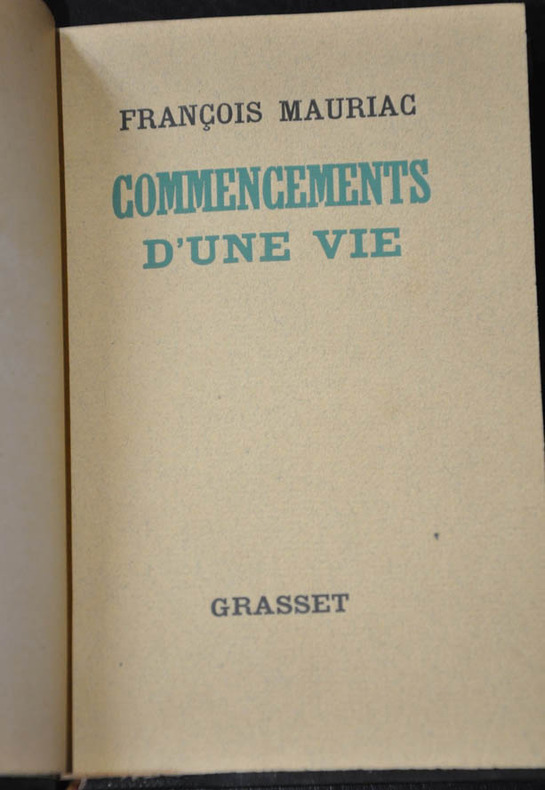 FRANÇOIS MAURIAC
COMMENCEMENTS
D'UNE VIE
GRASSET